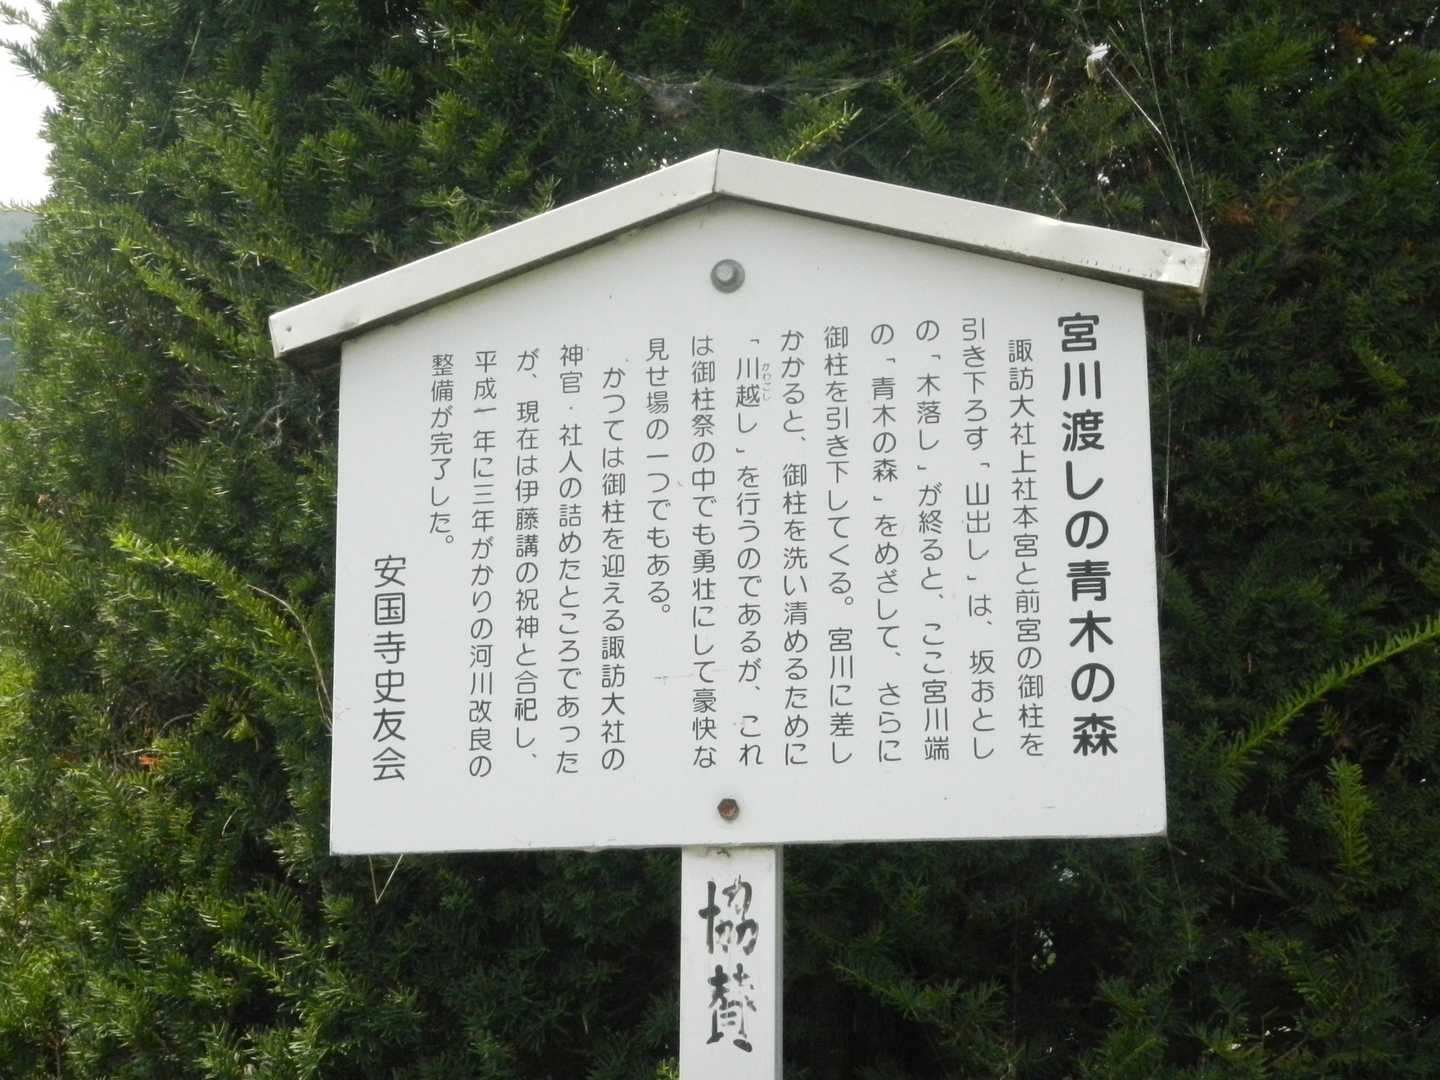 宮川渡しの青木の森
諏訪大社上社本宮と前宮の御柱を
引き下ろす「山出し」は、坂おとし
の「木落し」が終ると、ここ宮川端
の「青木の森」をめざして、さらに
御柱を引き下してくる。宮川に差し
かかると、御柱を洗い清めるために
「川越し」を行うのであるが、これ
かわごし
は御柱祭の中でも勇壮にして豪快な
見せ場の一つでもある。
かつては御柱を迎える諏訪大社の
神官・社人の詰めたところであった
が、現在は伊藤講の祝神と合祀し、
平成一年に三年がかりの河川改良の
整備が完了した。
安国寺史友会
協賛